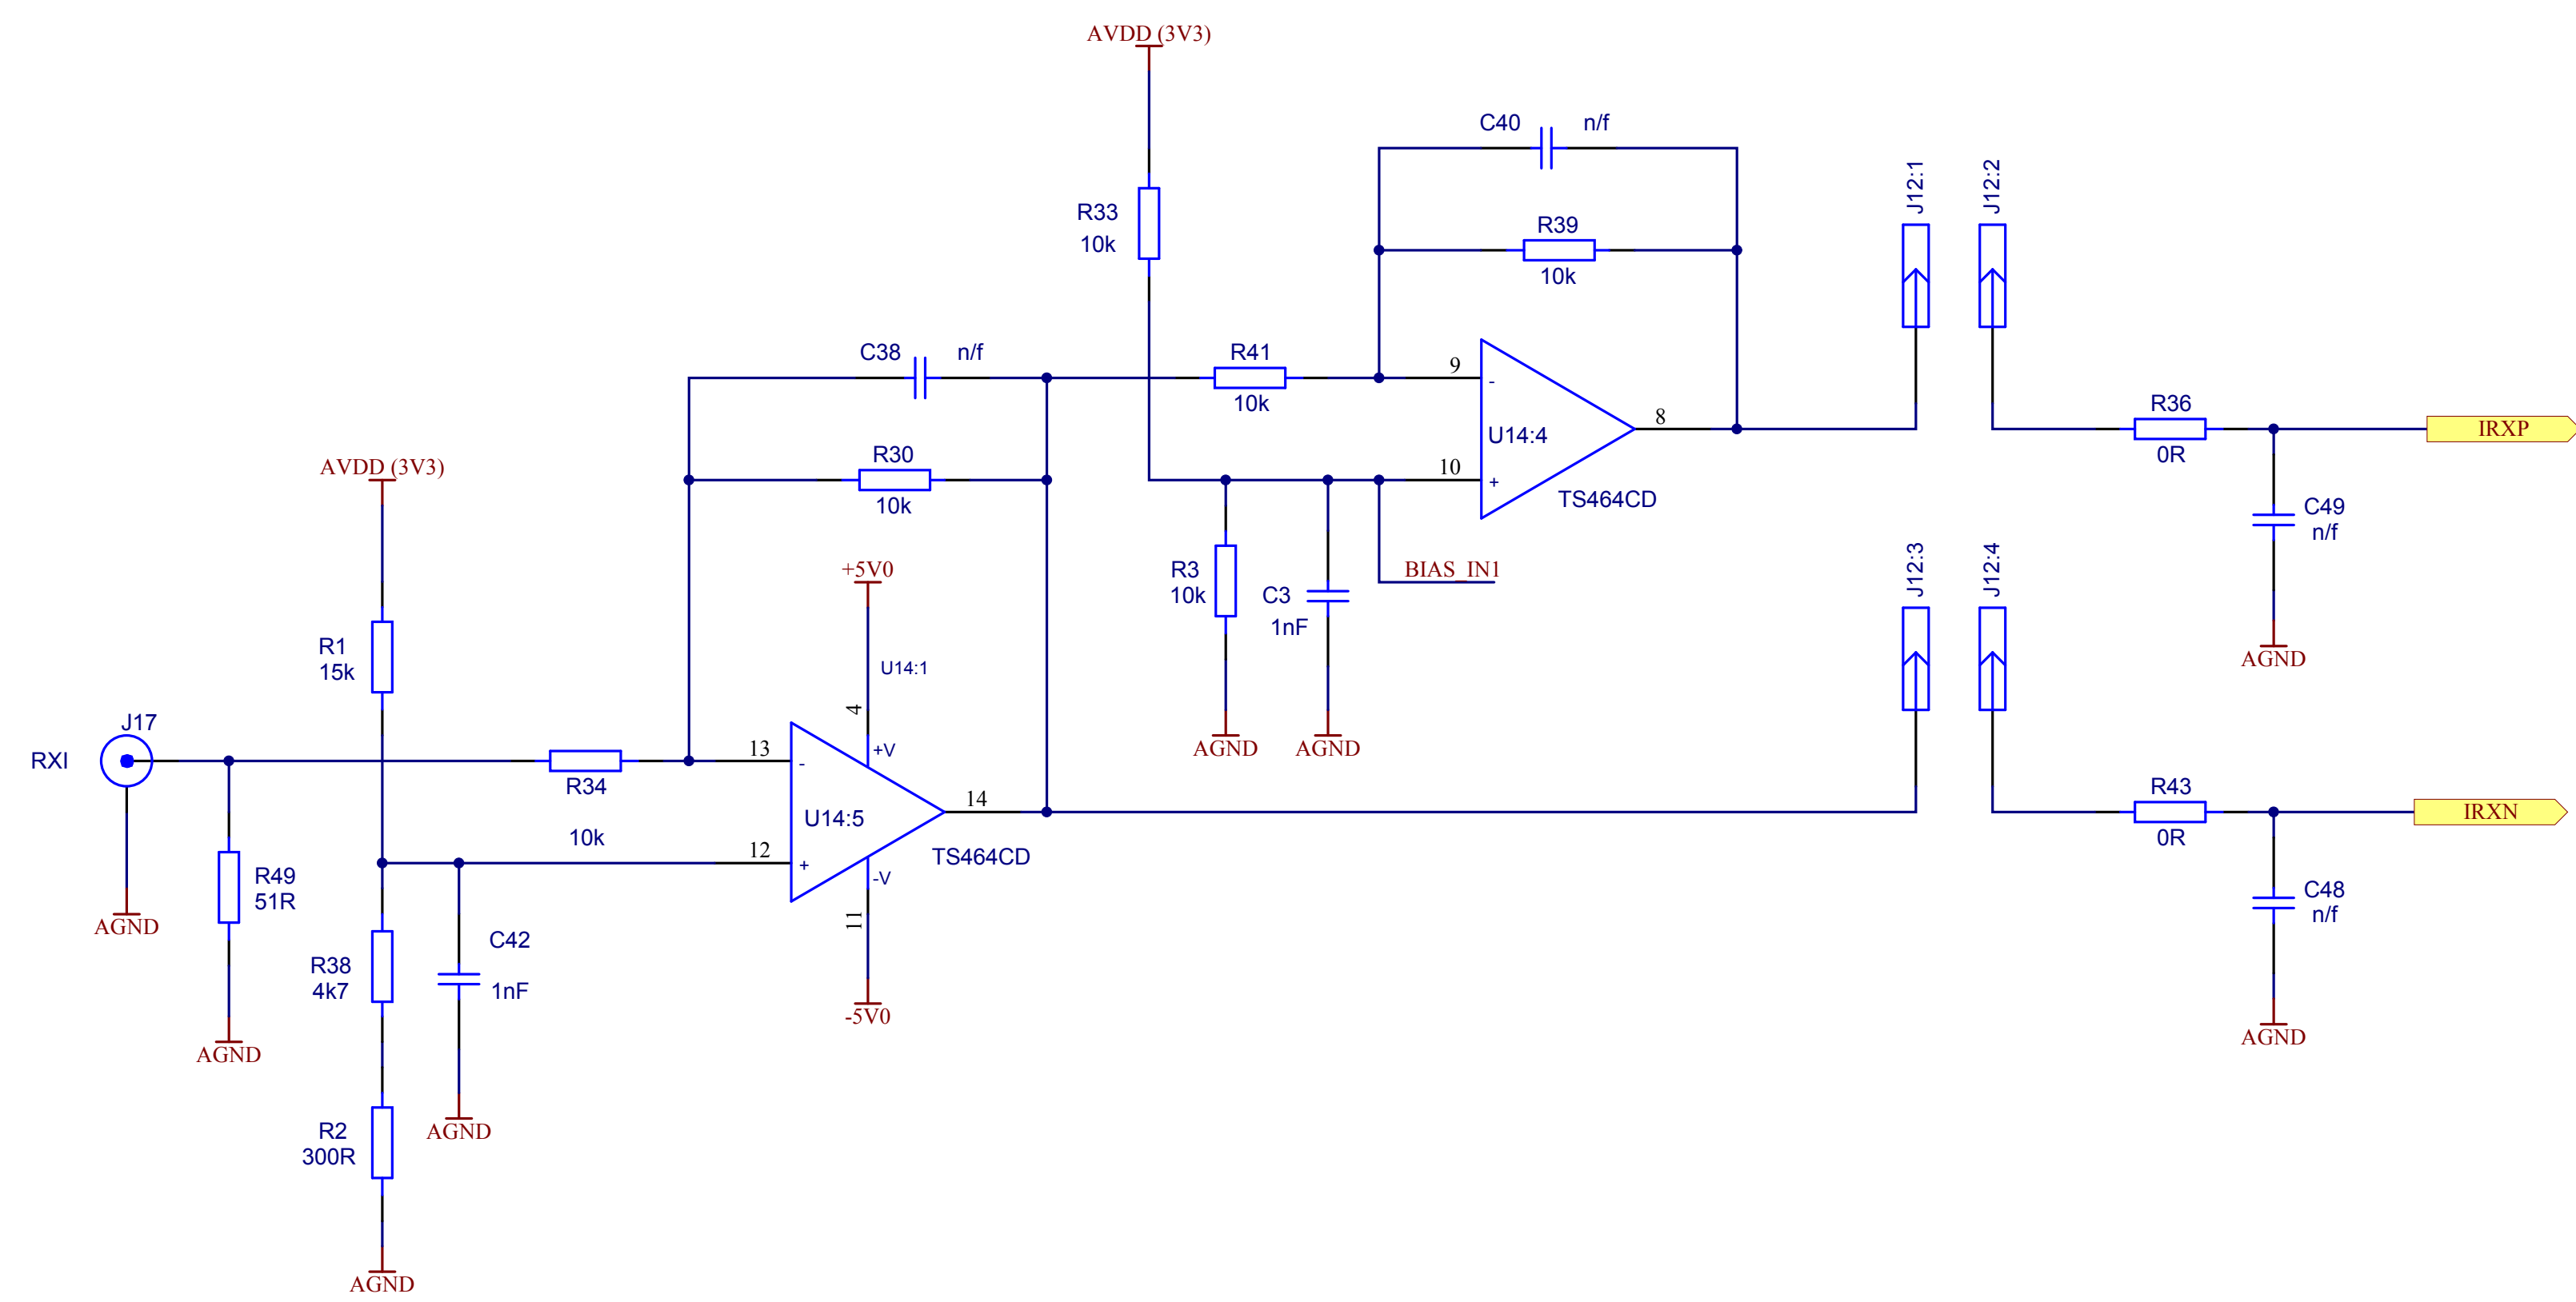 AVDD (3V3)
C40 n/f
J12:1
J12:2
R33
10k
R39
10k
C38 n/f
R41
10k
9
-
U14:4
8
10
+
TS464CD
R36
0R
IRXP
AVDD (3V3)
R30
10k
C49
n/f
+5V0
R3
10k
C3
1nF
BIAS_IN1
J12:3
J12:4
AGND
R1
15k
U14:1
4
+V
AGND
AGND
J17
RXI
R34
10k
13
-
U14:5
14
12
+
TS464CD
-V
11
-5V0
R43
0R
IRXN
R49
51R
AGND
C42
1nF
C48
n/f
R38
4k7
AGND
AGND
R2
300R
AGND
AGND